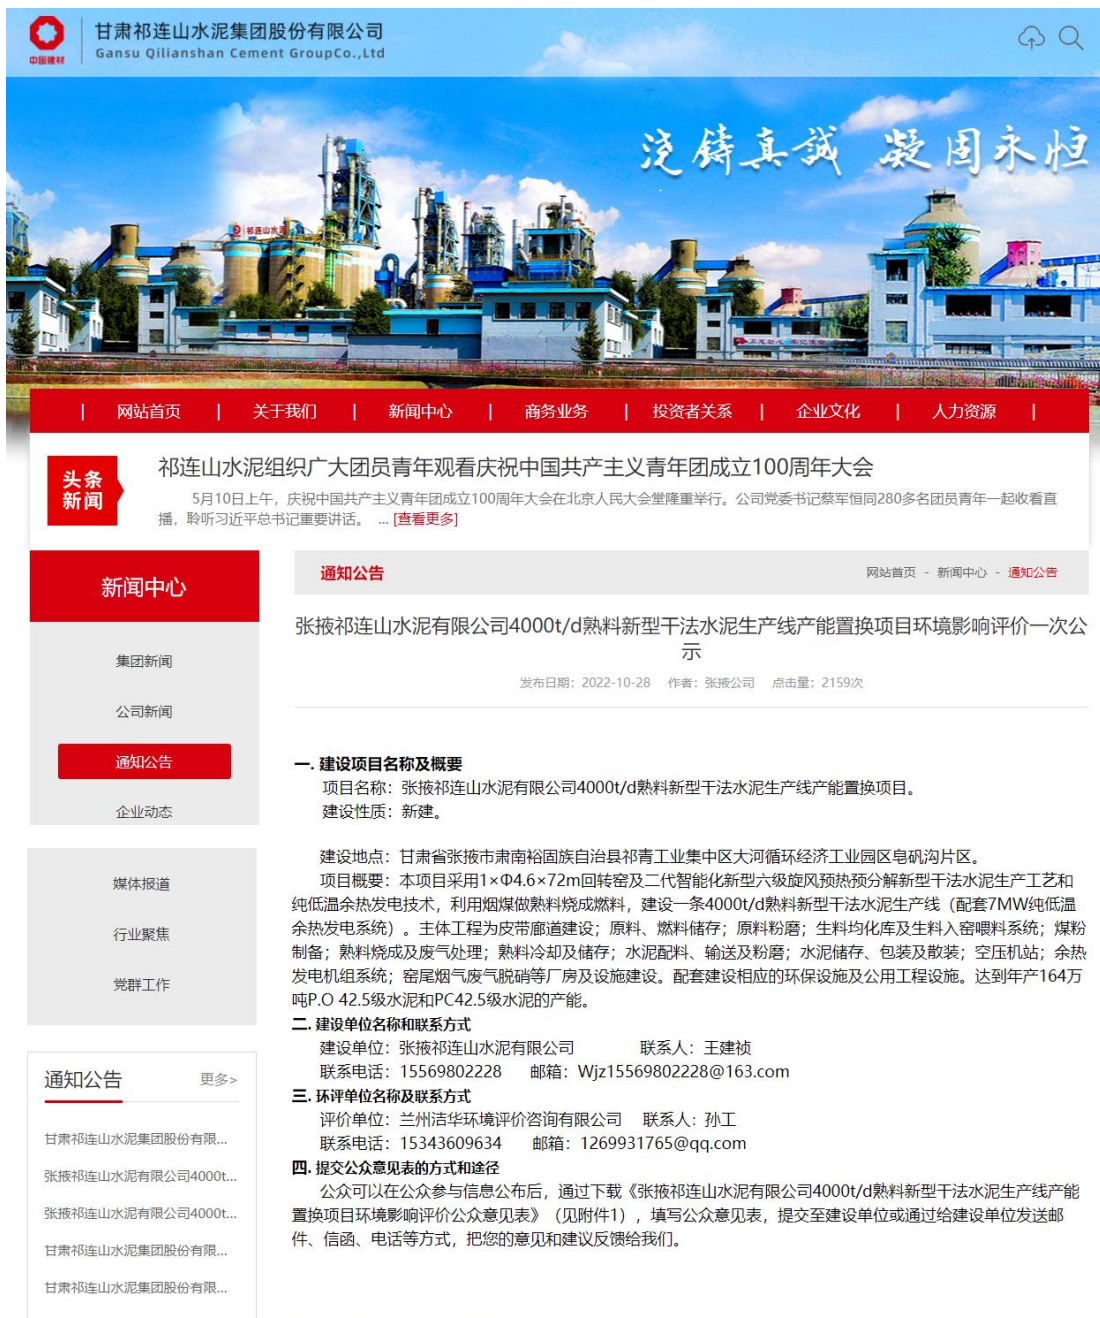 中国建材
甘肃祁连山水泥集团股份有限公司
Gansu Qilianshan Cement GroupCo.,Ltd
浇铸真誠 凝固永恒
祁连山水泥
网站首页 | 关于我们 | 新闻中心 | 商务业务 | 投资者关系 | 企业文化 | 人力资源
头条
新闻
祁连山水泥组织广大团员青年观看庆祝中国共产主义青年团成立100周年大会
5月10日上午，庆祝中国共产主义青年团成立100周年大会在北京人民大会堂隆重举行。公司党委书记蔡军恒同280多名团员青年一起收看直
播，聆听习近平总书记重要讲话。 ... [查看更多]
新闻中心
集团新闻
公司新闻
通知公告
企业动态
媒体报道
行业聚焦
党群工作
通知公告 更多>
甘肃祁连山水泥集团股份有限...
张掖祁连山水泥有限公司4000t...
张掖祁连山水泥有限公司4000t...
甘肃祁连山水泥集团股份有限...
甘肃祁连山水泥集团股份有限...
通知公告
网站首页 - 新闻中心 - 通知公告
张掖祁连山水泥有限公司4000t/d熟料新型干法水泥生产线产能置换项目环境影响评价一次公
示
发布日期：2022-10-28 作者：张掖公司 点击量：2159次
一. 建设项目名称及概要
项目名称：张掖祁连山水泥有限公司4000t/d熟料新型干法水泥生产线产能置换项目。
建设性质：新建。
建设地点：甘肃省张掖市肃南裕固族自治县祁青工业集中区大河循环经济工业园区皂矾沟片区。
项目概要：本项目采用1×Φ4.6×72m回转窑及二代智能化新型六级旋风预热预分解新型干法水泥生产工艺和
纯低温余热发电技术，利用烟煤做熟料烧成燃料，建设一条4000t/d熟料新型干法水泥生产线（配套7MW纯低温
余热发电系统）。主体工程为皮带廊道建设；原料、燃料储存；原料粉磨；生料均化库及生料入窑喂料系统；煤粉
制备；熟料烧成及废气处理；熟料冷却及储存；水泥配料、输送及粉磨；水泥储存、包装及散装；空压机站；余热
发电机组系统；窑尾烟气废气脱硝等厂房及设施建设。配套建设相应的环保设施及公用工程设施。达到年产164万
吨P.O 42.5级水泥和PC42.5级水泥的产能。
二. 建设单位名称和联系方式
建设单位：张掖祁连山水泥有限公司 联系人：王建祯
联系电话：15569802228 邮箱：Wjz15569802228@163.com
三. 环评单位名称及联系方式
评价单位：兰州洁华环境评价咨询有限公司 联系人：孙工
联系电话：15343609634 邮箱：1269931765@qq.com
四. 提交公众意见表的方式和途径
公众可以在公众参与信息公布后，通过下载《张掖祁连山水泥有限公司4000t/d熟料新型干法水泥生产线产能
置换项目环境影响评价公众意见表》（见附件1），填写公众意见表，提交至建设单位或通过给建设单位发送邮
件、信函、电话等方式，把您的意见和建议反馈给我们。